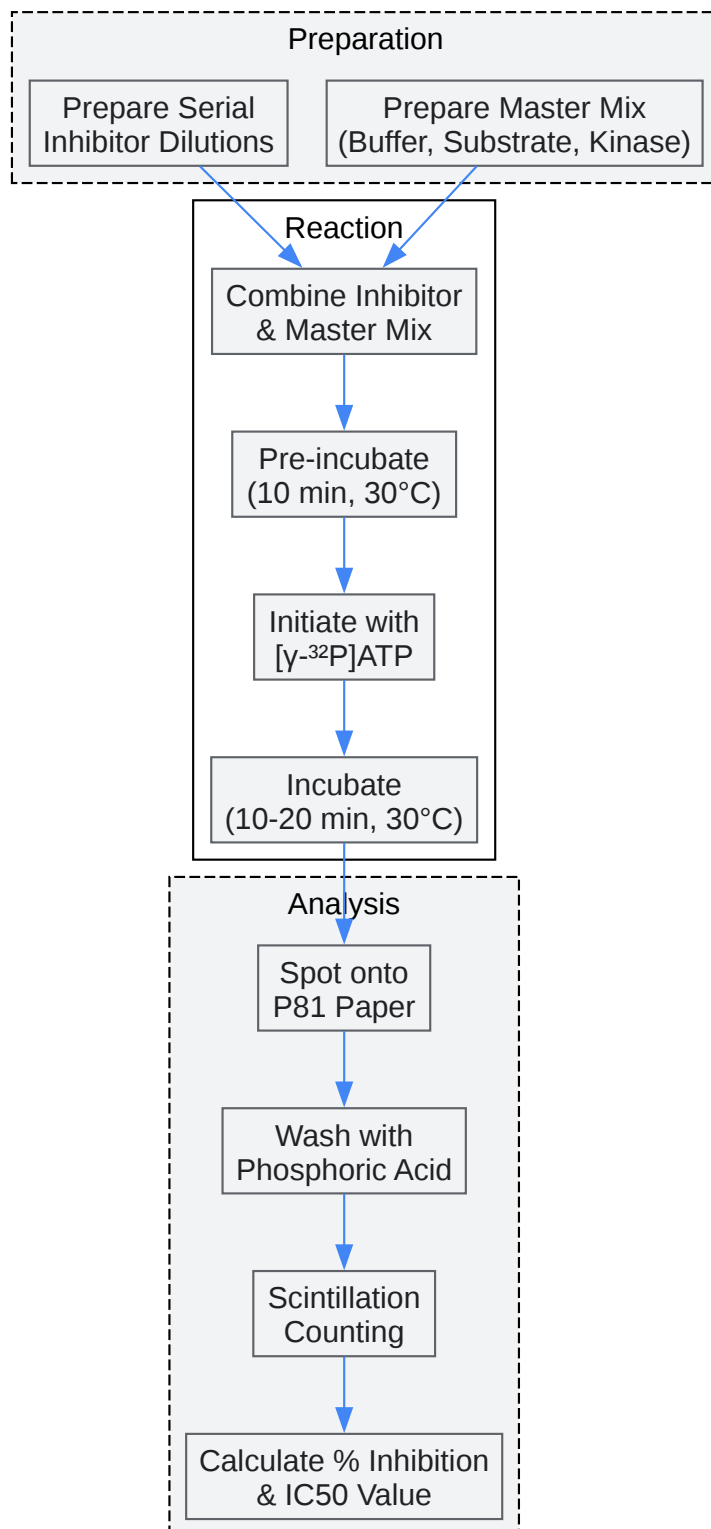 Preparation
Prepare Serial
Inhibitor Dilutions
Prepare Master Mix
(Buffer, Substrate, Kinase)
Reaction
Combine Inhibitor
& Master Mix
Pre-incubate
(10 min, 30°C)
Initiate with
[γ-³²P]ATP
Incubate
(10-20 min, 30°C)
Analysis
Spot onto
P81 Paper
Wash with
Phosphoric Acid
Scintillation
Counting
Calculate % Inhibition
& IC50 Value